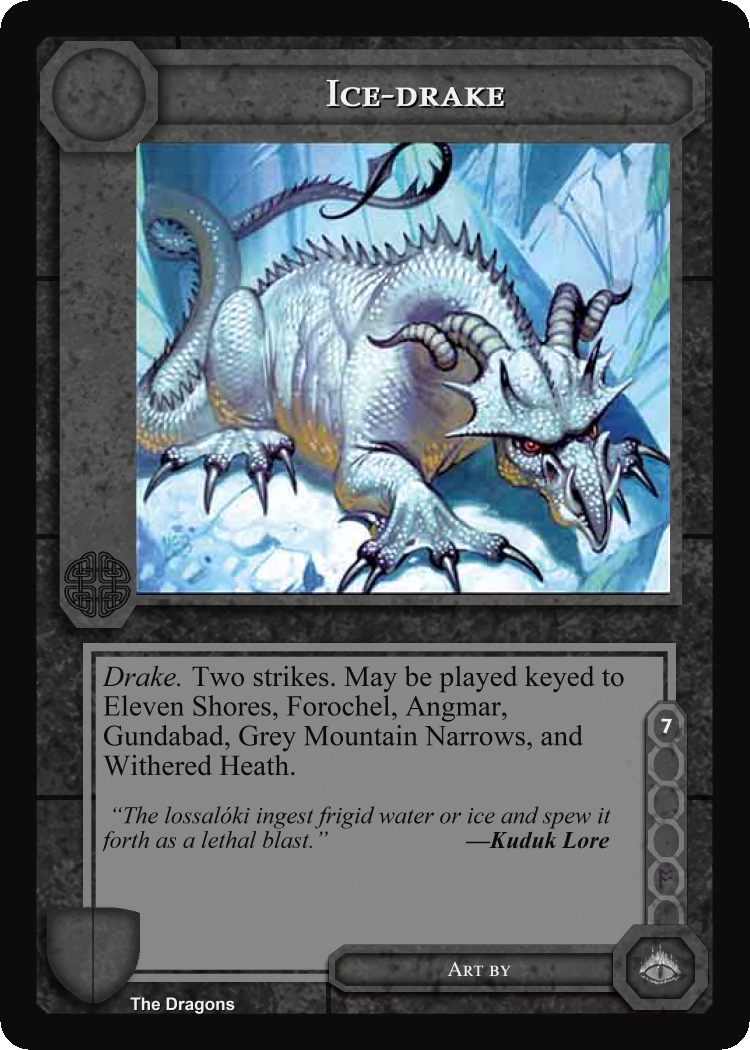 ICE-DRAKE
Drake. Two strikes. May be played keyed to
Eleven Shores, Forochel, Angmar,
Gundabad, Grey Mountain Narrows, and
Withered Heath.
7
“The lossalóki ingest frigid water or ice and spew it
forth as a lethal blast.” —Kuduk Lore
ART BY
The Dragons